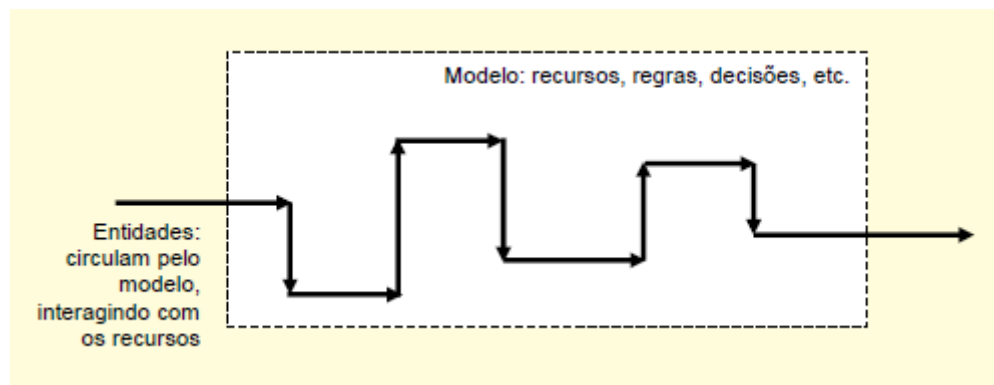 Modelo: recursos, regras, decisões, etc.
Entidades:
circulam pelo
modelo,
interagindo com
os recursos